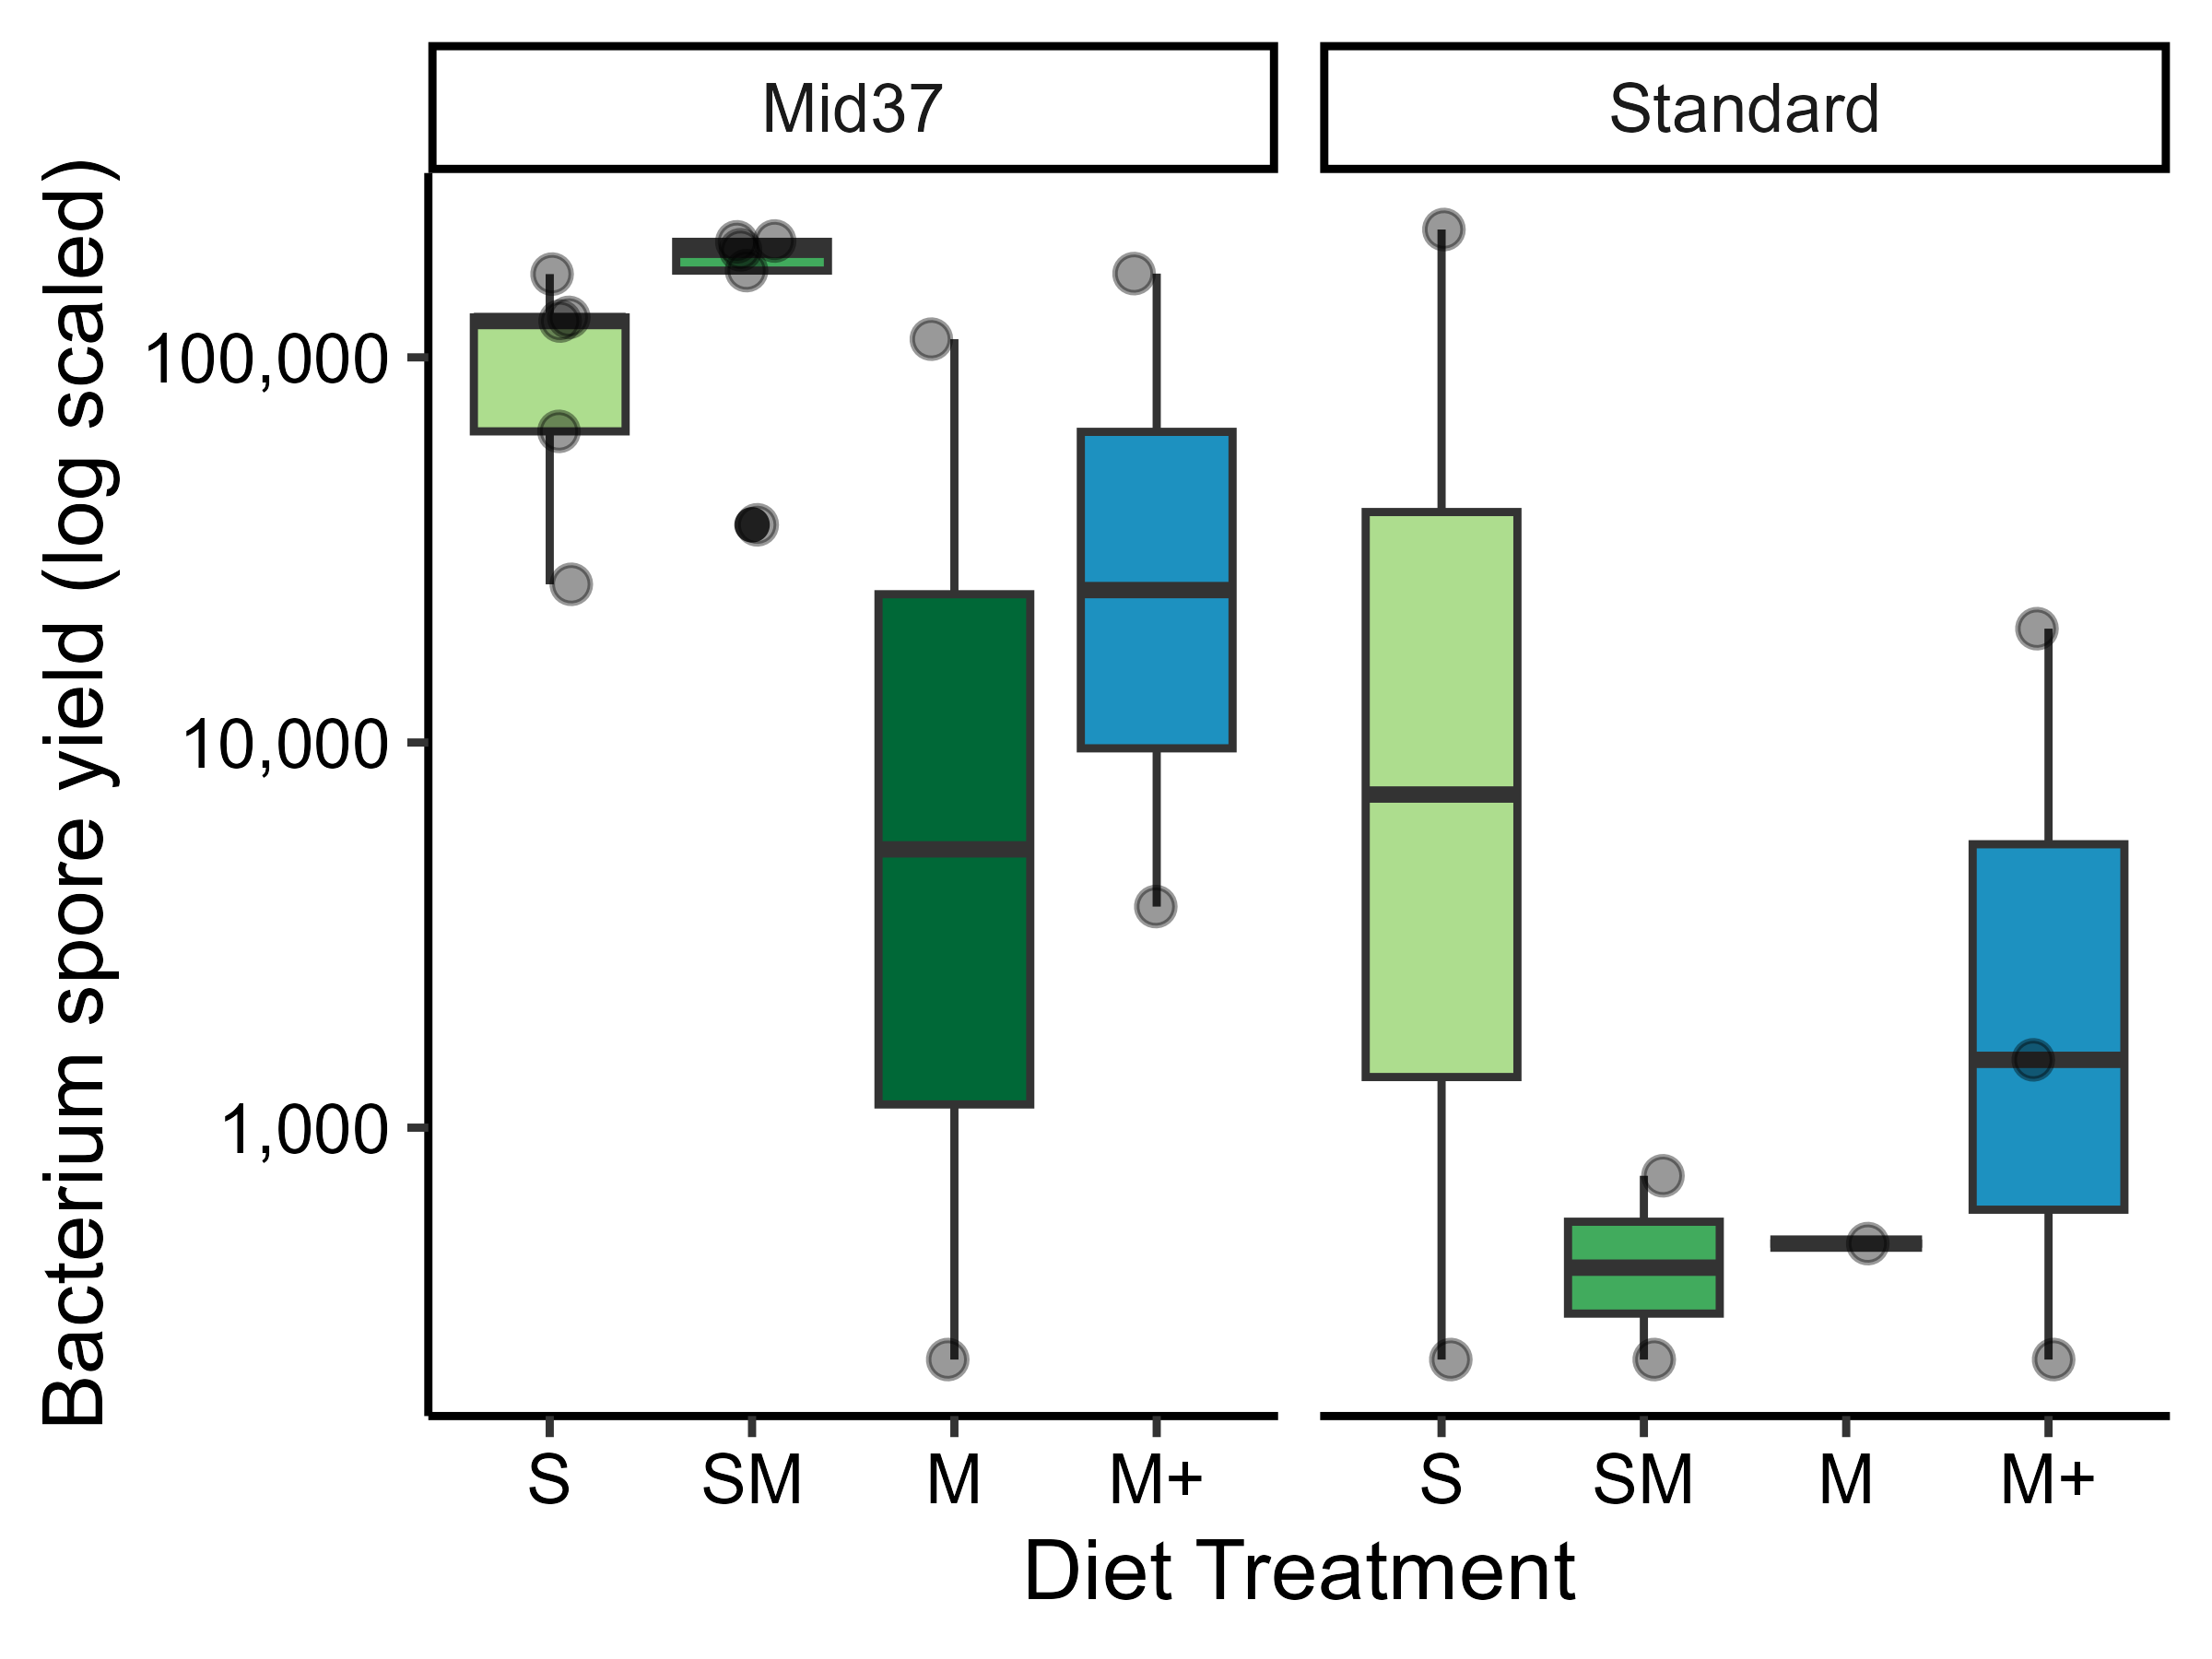 Mid37
Standard
Bacterium spore yield (log scaled)
100,000
10,000
1,000
S SM M M+
S SM M M+
Diet Treatment